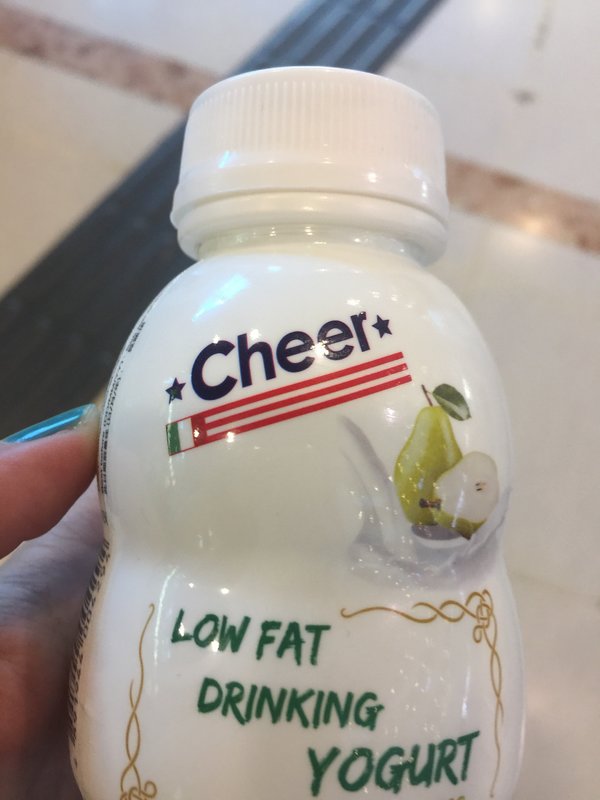 Cheer
LOW FAT
DRINKING
YOGURT